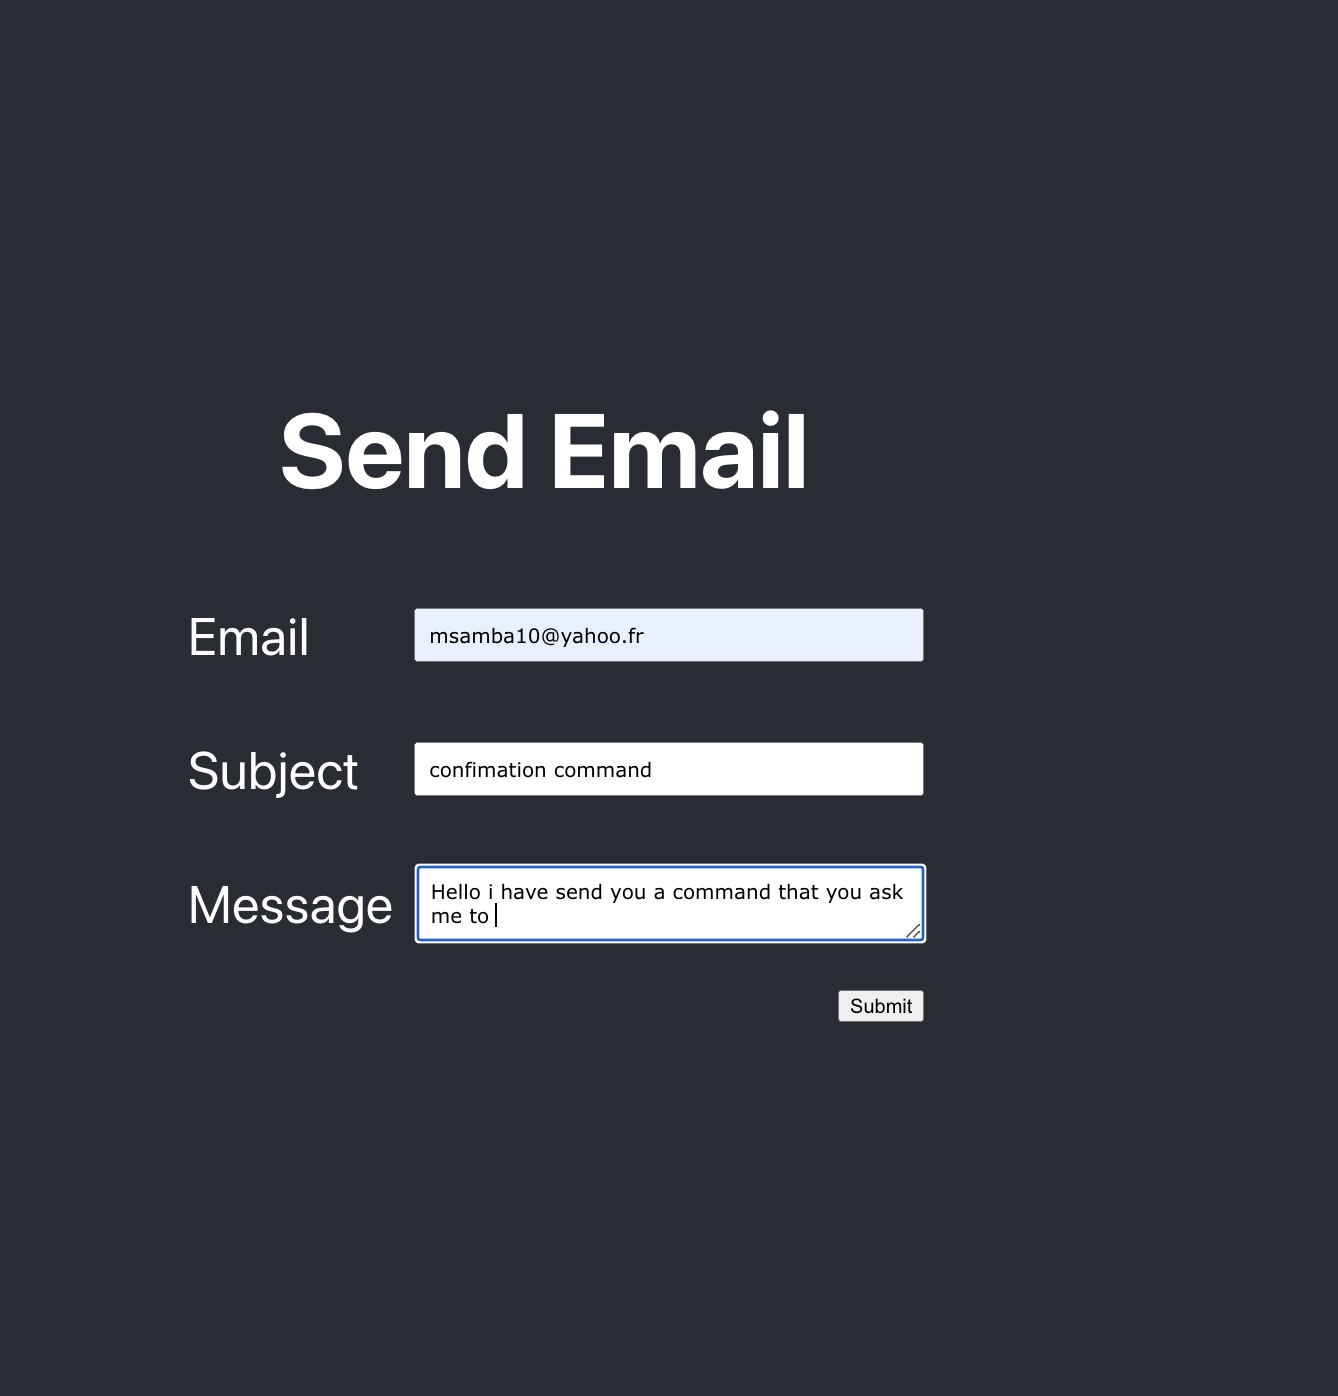 Send Email
Email
msamba10@yahoo.fr
Subject
confimation command
Message
Hello i have send you a command that you ask
me to
Submit